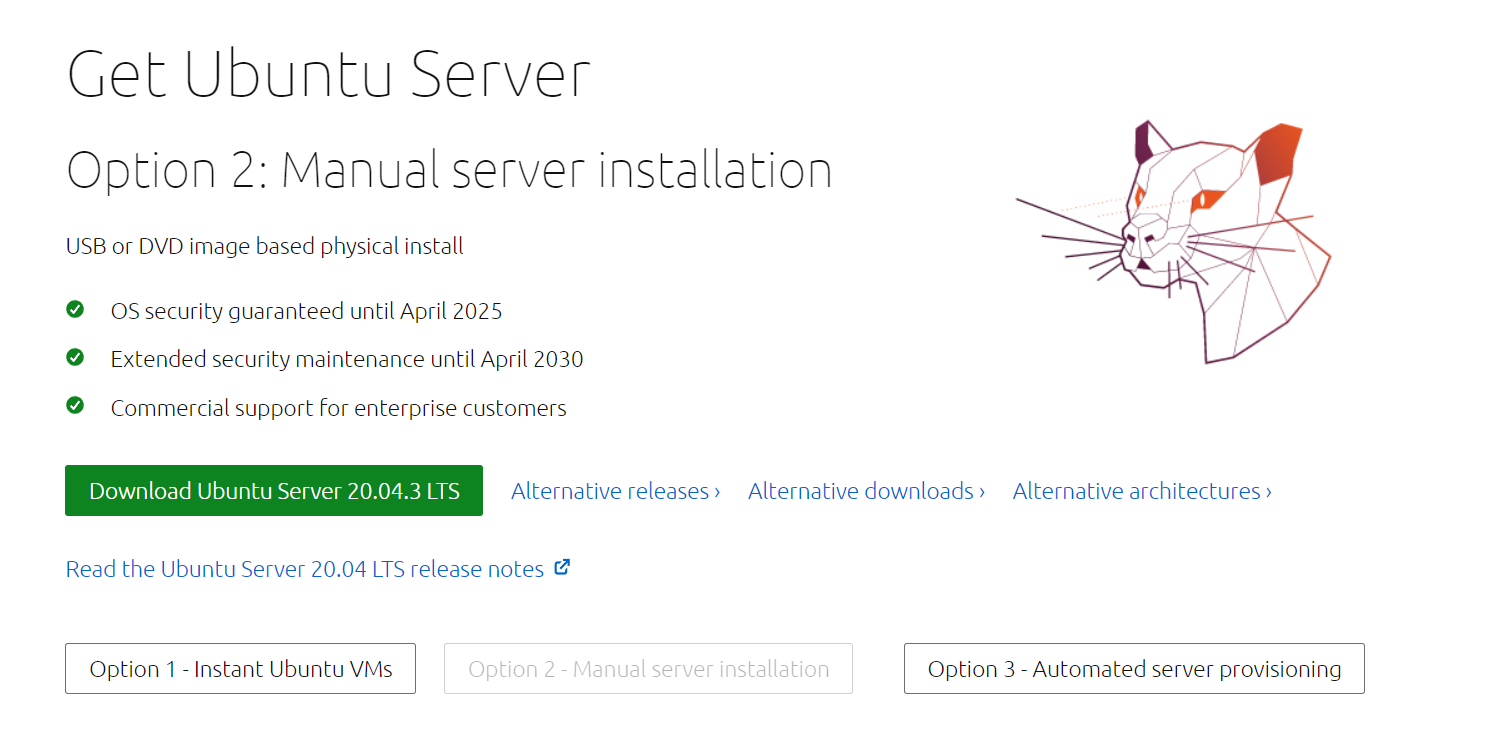 Get Ubuntu Server
Option 2: Manual server installation
USB or DVD image based physical install
OS security guaranteed until April 2025
Extended security maintenance until April 2030
Commercial support for enterprise customers
Download Ubuntu Server 20.04.3 LTS Alternative releases › Alternative downloads › Alternative architectures ›
Read the Ubuntu Server 20.04 LTS release notes
Option 1 - Instant Ubuntu VMs Option 2 - Manual server installation Option 3 - Automated server provisioning